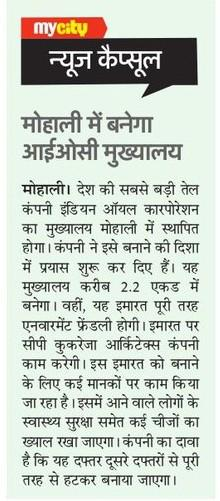 mycity
न्यूज कैप्सूल
मोहाली में बनेगा
आईओसी मुख्यालय
मोहाली। देश की सबसे बड़ी तेल
कंपनी इंडियन ऑयल कारपोरेशन
का मुख्यालय मोहाली में स्थापित
होगा। कंपनी ने इसे बनाने की दिशा
में प्रयास शुरू कर दिए हैं। यह
मुख्यालय करीब 2.2 एकड में
बनेगा। वहीं, यह इमारत पूरी तरह
एनवारमेंट फ्रेंडली होगी। इमारत पर
सीपी कुकरेजा आर्किटेक्स कंपनी
काम करेगी। इस इमारत को बनाने
के लिए कई मानकों पर काम किया
जा रहा है। इसमें आने वाले लोगों के
स्वास्थ्य सुरक्षा समेत कई चीजों का
ख्याल रखा जाएगा। कंपनी का दावा
है कि यह दफ्तर दूसरे दफ्तरों से पूरी
तरह से हटकर बनाया जाएगा।